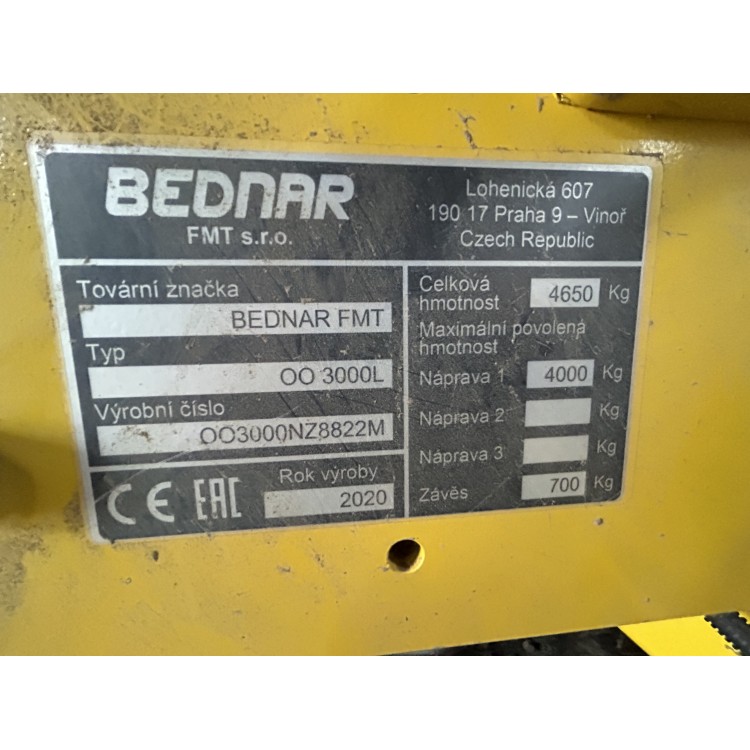 BEDNAR
FMT s.r.o.
Lohenická 607
190 17 Praha 9 – Vinoř
Czech Republic
Tovární značka
BEDNAR FMT
Typ
OO 3000L
Výrobní číslo
OO3000NZ8822M
CE EAC
Rok výroby
2020
Celková
hmotnost 4650 Kg
Maximální povolená
hmotnost
Náprava 1 4000 Kg
Náprava 2 Kg
Náprava 3 Kg
Závěs 700 Kg